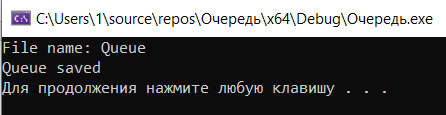 C:\Users\1\source\repos\Очередь\x64\Debug\Очередь.exe
File name: Queue
Queue saved
Для продолжения нажмите любую клавишу . . .